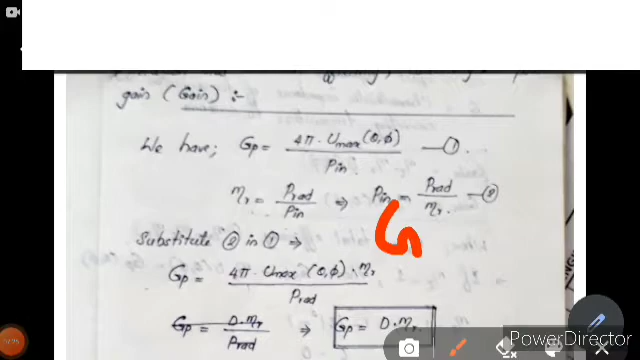 gain (Gain) :-
We have; Gp = 4π · Umax (θ,ϕ) / Pin — ①
ηr = Prad / Pin ⇒ Pin = Prad / ηr. — ②
Substitute ② in ① ⇒
Gp = 4π · Umax (θ,ϕ) · ηr / Prad
Gp = D·ηr / Prad ⇒ Gp = D·ηr.
PowerDirector